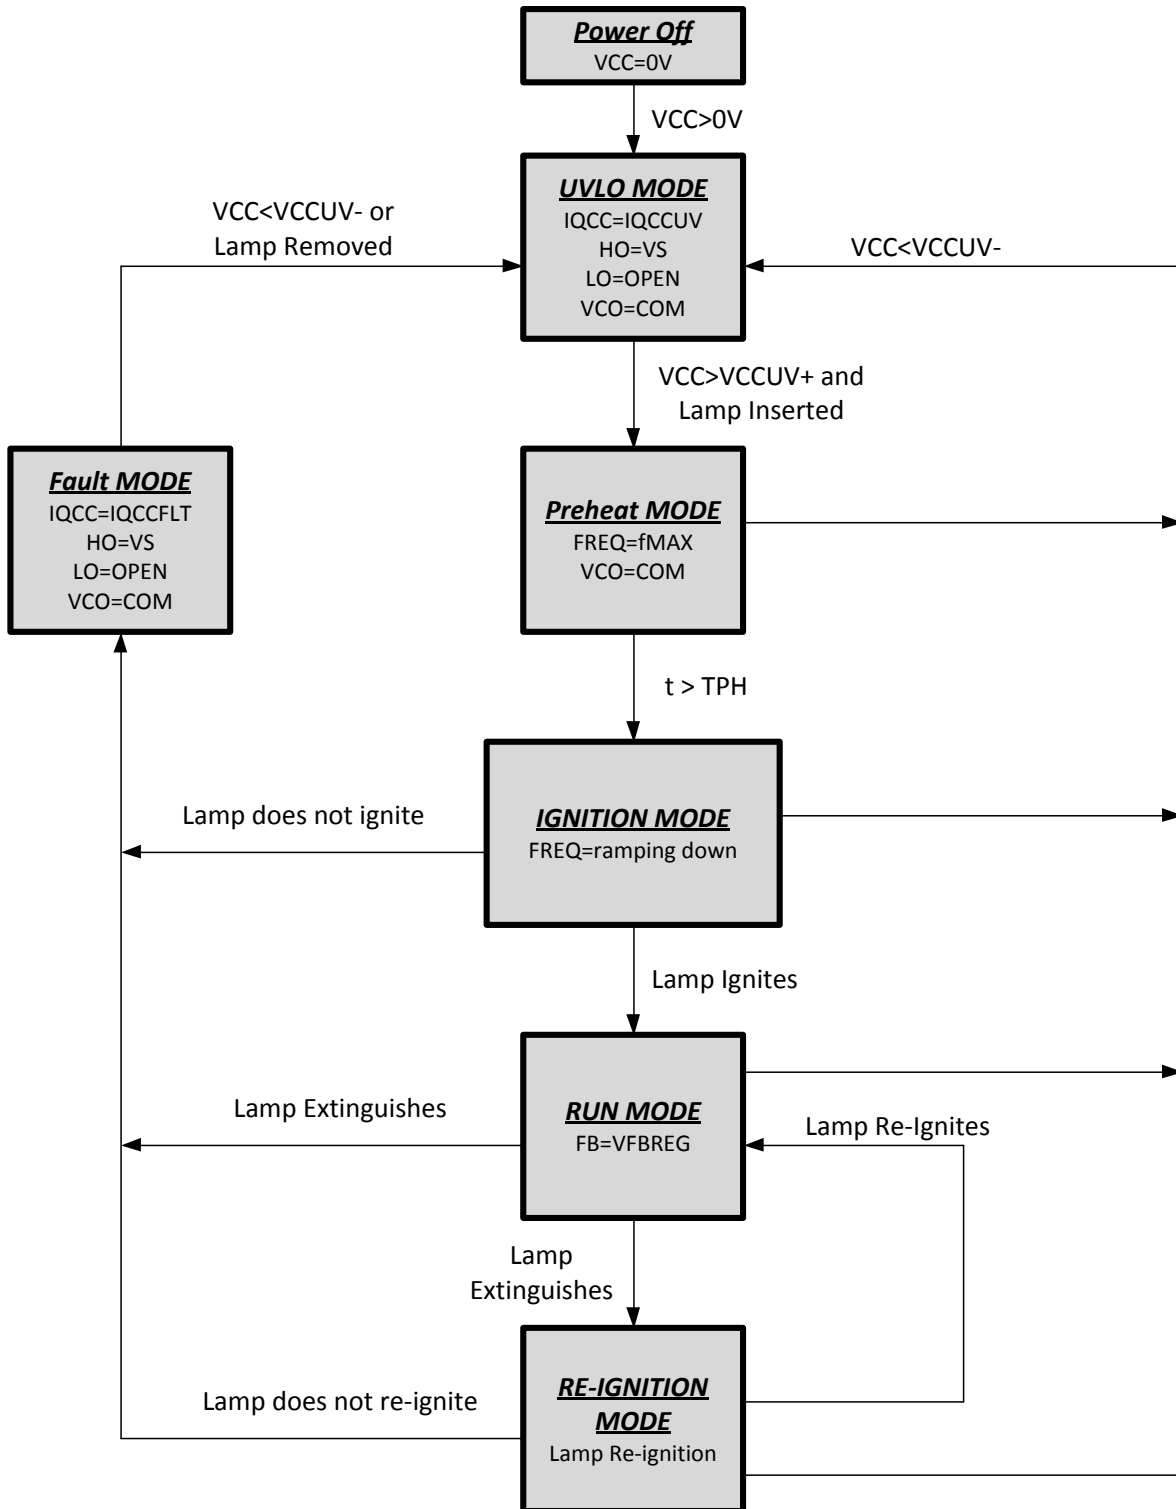 Power Off
VCC=0V
VCC>0V
UVLO MODE
IQCC=IQCCUV
HO=VS
LO=OPEN
VCO=COM
VCC<VCCUV- or
Lamp Removed
VCC<VCCUV-
VCC>VCCUV+ and
Lamp Inserted
Fault MODE
IQCC=IQCCFLT
HO=VS
LO=OPEN
VCO=COM
Preheat MODE
FREQ=fMAX
VCO=COM
t > TPH
Lamp does not ignite
IGNITION MODE
FREQ=ramping down
Lamp Ignites
Lamp Extinguishes
RUN MODE
FB=VFBREG
Lamp Re-Ignites
Lamp
Extinguishes
Lamp does not re-ignite
RE-IGNITION
MODE
Lamp Re-ignition